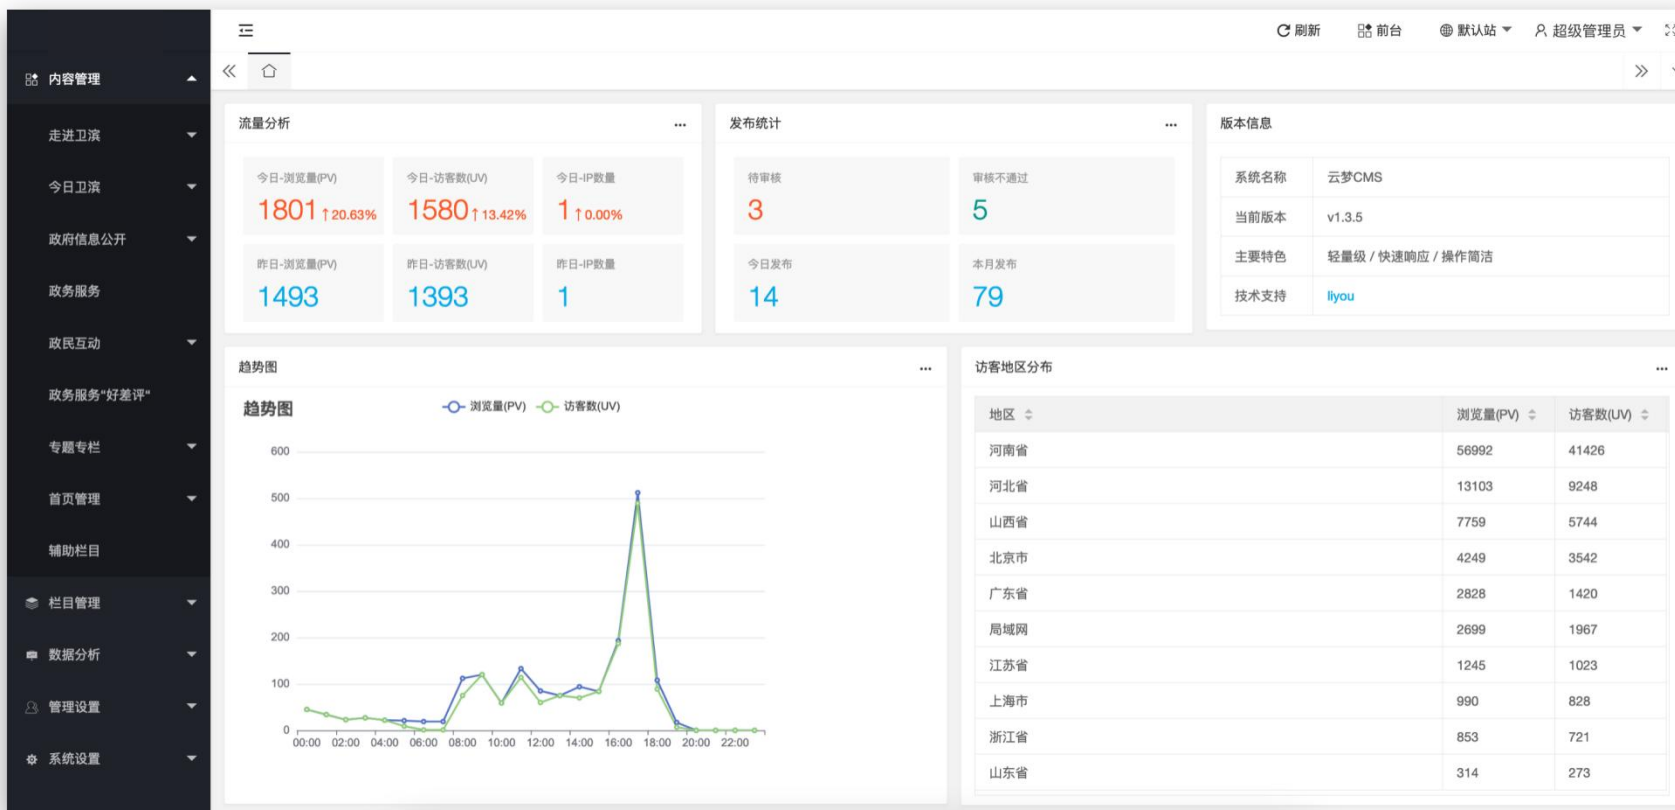 刷新 前台 默认站 超级管理员
内容管理
走进卫滨
今日卫滨
政府信息公开
政务服务
政民互动
政务服务“好差评“
专题专栏
首页管理
辅助栏目
栏目管理
数据分析
管理设置
系统设置
流量分析
今日-浏览量(PV) 今日-访客数(UV) 今日-IP数量
1801↑20.63% 1580↑13.42% 1↑0.00%
昨日-浏览量(PV) 昨日-访客数(UV) 昨日-IP数量
1493 1393 1
发布统计
待审核 审核不通过
3 5
今日发布 本月发布
14 79
版本信息
系统名称 云梦CMS
当前版本 v1.3.5
主要特色 轻量级 / 快速响应 / 操作简洁
技术支持 liyou
趋势图
趋势图 浏览量(PV) 访客数(UV)
600
500
400
300
200
100
0
00:00 02:00 04:00 06:00 08:00 10:00 12:00 14:00 16:00 18:00 20:00 22:00
访客地区分布
地区 浏览量(PV) 访客数(UV)
河南省 56992 41426
河北省 13103 9248
山西省 7759 5744
北京市 4249 3542
广东省 2828 1420
局域网 2699 1967
江苏省 1245 1023
上海市 990 828
浙江省 853 721
山东省 314 273